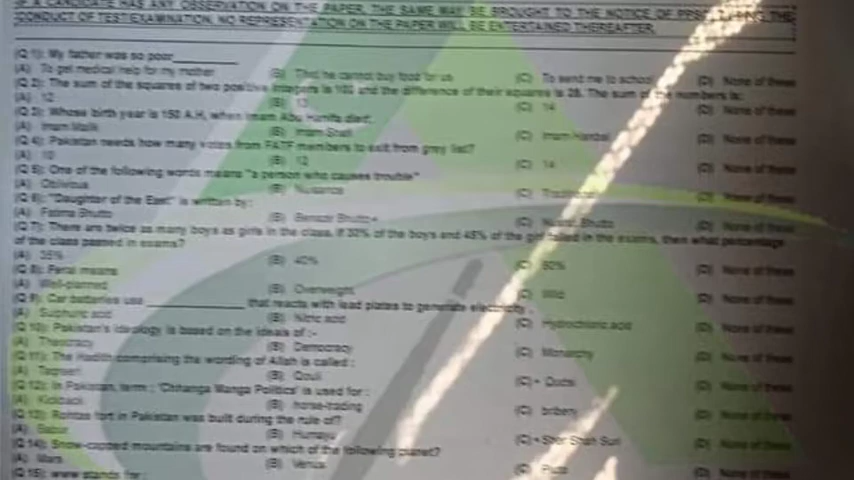 IF A CANDIDATE HAS ANY OBSERVATION ON THE PAPER, THE SAME MAY BE BROUGHT TO THE NOTICE OF PPSC THE
CONDUCT OF TEST/EXAMINATION. NO REPRESENTATION ON THE PAPER WILL BE ENTERTAINED THEREAFTER.
(Q 1): My father was so poor__________
(A) To get medical help for my mother (B) That he cannot buy food for us (C) To send me to school (D) None of these
(Q 2): The sum of the squares of two positive integers is 100 and the difference of their squares is 28. The sum of the numbers is:
(A) 12 (B) 13 (C) 14 (D) None of these
(Q 3): Whose birth year is 150 A.H, when Imam Abu Hanifa died:
(A) Imam Malik (B) Imam Shafi (C) Imam Hanbal (D) None of these
(Q 4): Pakistan needs how many votes from FATF members to exit from grey list?
(A) 10 (B) 12 (C) 14 (D) None of these
(Q 5): One of the following words means "a person who causes trouble"
(A) Oblivious (B) Nuisance (C) (D) None of these
(Q 6): "Daughter of the East" is written by:
(A) Fatima Bhutto (B) Benazir Bhutto (C) Nusrat Bhutto (D) None of these
(Q 7): There are twice as many boys as girls in the class. If 30% of the boys and 45% of the girls failed in the exams, then what percentage
of the class passed in exams?
(A) 35% (B) 40% (C) (D) None of these
(Q 8): Feral means
(A) Well-planned (B) Overweight (C) Wild (D) None of these
(Q 9): Car batteries use __________ that reacts with lead plates to generate electricity.
(A) Sulphuric acid (B) Nitric acid (C) Hydrochloric acid (D) None of these
(Q 10): Pakistan's ideology is based on the ideals of :-
(A) Theocracy (B) Democracy (C) Monarchy (D) None of these
(Q 11): The Hadith comprising the wording of Allah is called :
(A) Taqreeri (B) Qouli (C) Qudsi (D) None of these
(Q 12): In Pakistan, term : 'Chhanga Manga Politics' is used for :
(A) Kickback (B) horse-trading (C) bribery (D) None of these
(Q 13): Rohtas fort in Pakistan was built during the rule of?
(A) Babar (B) Humayu (C) Sher Shah Suri (D) None of these
(Q 14): Snow-capped mountains are found on which of the following planet?
(A) Mars (B) Venus (C) Pluto (D) None of these
(Q 15): www stands for :